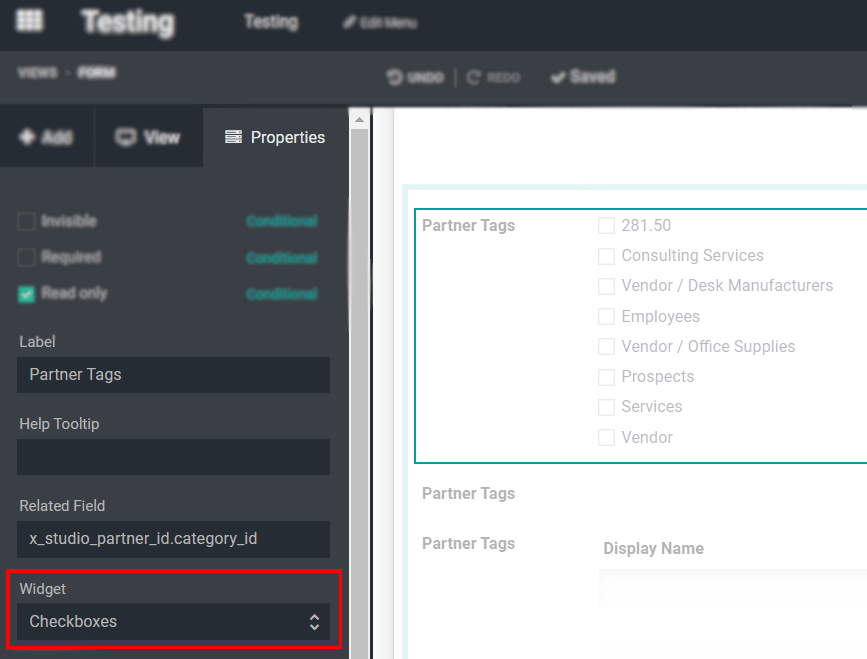 Testing Testing Edit Menu
VIEWS > FORM UNDO REDO Saved
Add View Properties
Invisible Conditional
Required Conditional
Read only Conditional
Label
Partner Tags
Help Tooltip
Related Field
x_studio_partner_id.category_id
Widget
Checkboxes
Partner Tags 281.50
Consulting Services
Vendor / Desk Manufacturers
Employees
Vendor / Office Supplies
Prospects
Services
Vendor
Partner Tags
Partner Tags Display Name